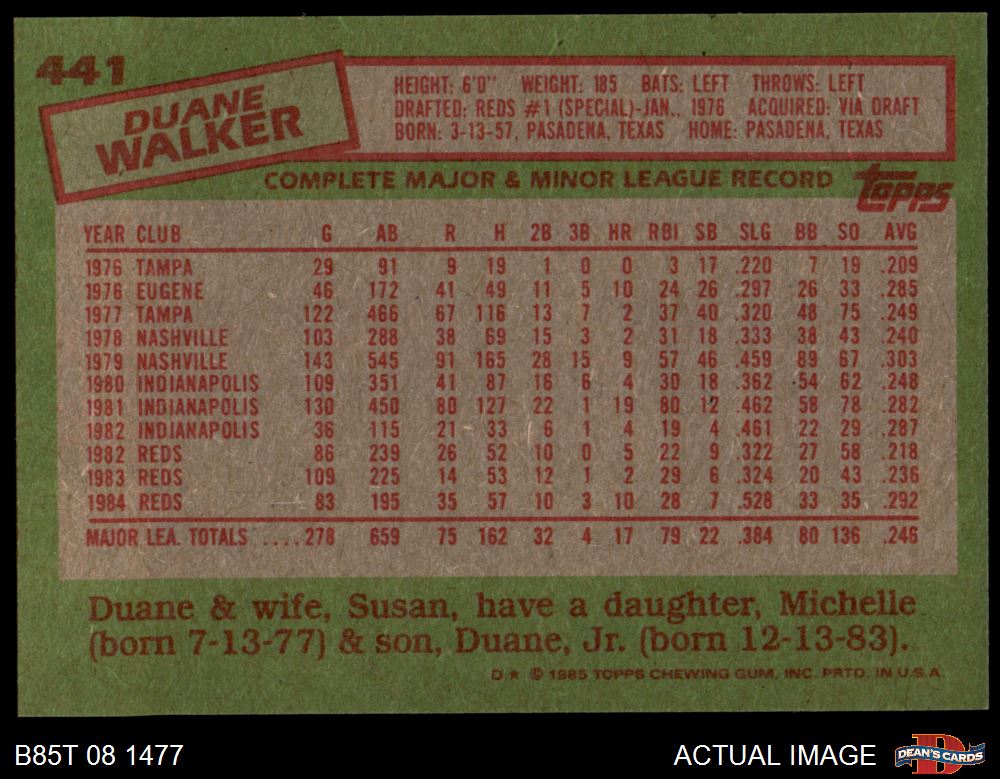 441
DUANE
WALKER
HEIGHT: 6'0" WEIGHT: 185 BATS: LEFT THROWS: LEFT
DRAFTED: REDS #1 (SPECIAL)-JAN., 1976 ACQUIRED: VIA DRAFT
BORN: 3-13-57, PASADENA, TEXAS HOME: PASADENA, TEXAS
COMPLETE MAJOR & MINOR LEAGUE RECORD
topps
YEAR CLUB G AB R H 2B 3B HR RBI SB SLG BB SO AVG
1976 TAMPA 29 91 9 19 1 0 0 3 17 .220 7 19 .209
1976 EUGENE 46 172 41 49 11 5 10 24 26 .297 26 33 .285
1977 TAMPA 122 466 67 116 13 7 2 37 40 .320 48 75 .249
1978 NASHVILLE 103 288 38 69 15 3 2 31 18 .333 38 43 .240
1979 NASHVILLE 143 545 91 165 28 15 9 57 46 .459 89 67 .303
1980 INDIANAPOLIS 109 351 41 87 16 6 4 30 18 .362 54 62 .248
1981 INDIANAPOLIS 130 450 80 127 22 1 19 80 12 .462 58 78 .282
1982 INDIANAPOLIS 36 115 21 33 6 1 4 19 4 .461 22 29 .287
1982 REDS 86 239 26 52 10 0 5 22 9 .322 27 58 .218
1983 REDS 109 225 14 53 12 1 2 29 6 .324 20 43 .236
1984 REDS 83 195 35 57 10 3 10 28 7 .528 33 35 .292
MAJOR LEA. TOTALS ....278 659 75 162 32 4 17 79 22 .384 80 136 .246
Duane & wife, Susan, have a daughter, Michelle
(born 7-13-77) & son, Duane, Jr. (born 12-13-83).
D * © 1985 TOPPS CHEWING GUM, INC. PRTD. IN U.S.A.
B85T 08 1477 ACTUAL IMAGE DEAN'S CARDS